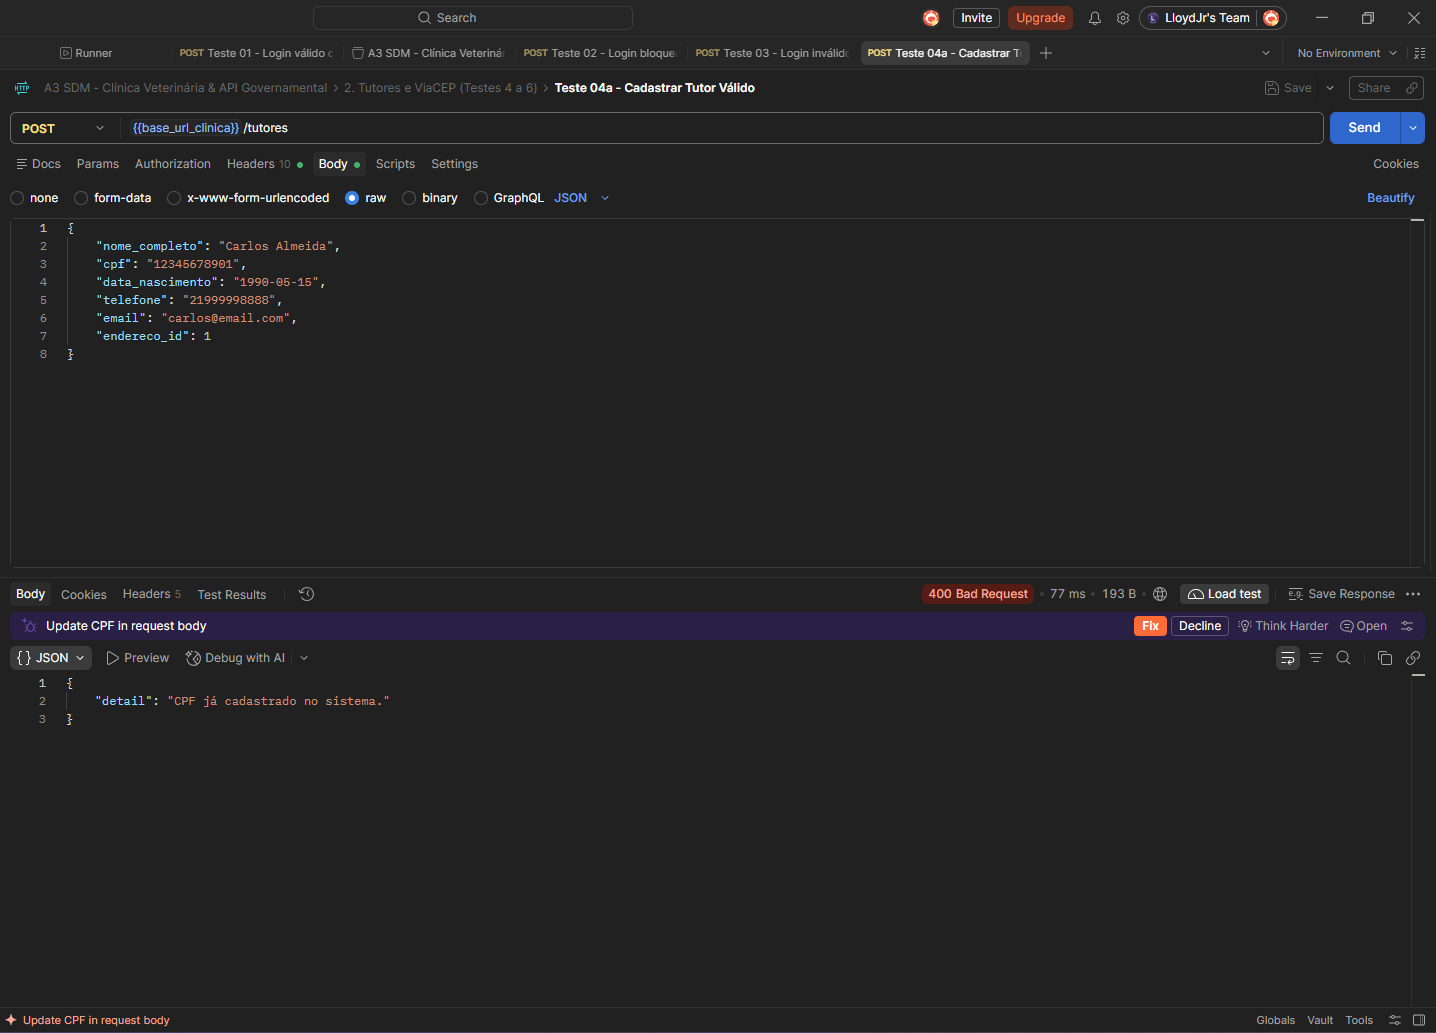 Search
Invite
Upgrade
LloydJr's Team
Runner
POST Teste 01 - Login válido c
A3 SDM - Clínica Veterinári
POST Teste 02 - Login bloque
POST Teste 03 - Login inválido
POST Teste 04a - Cadastrar T
No Environment
HTTP
A3 SDM - Clínica Veterinária & API Governamental > 2. Tutores e ViaCEP (Testes 4 a 6) > Teste 04a - Cadastrar Tutor Válido
Save
Share
POST
{{base_url_clinica}} /tutores
Send
Docs
Params
Authorization
Headers 10
Body
Scripts
Settings
Cookies
none
form-data
x-www-form-urlencoded
raw
binary
GraphQL
JSON
Beautify
1 {
2 "nome_completo": "Carlos Almeida",
3 "cpf": "12345678901",
4 "data_nascimento": "1990-05-15",
5 "telefone": "21999998888",
6 "email": "carlos@email.com",
7 "endereco_id": 1
8 }
Body
Cookies
Headers 5
Test Results
400 Bad Request • 77 ms • 193 B
Load test
e.g. Save Response
Update CPF in request body
Fix
Decline
Think Harder
Open
{} JSON
Preview
Debug with AI
1 {
2 "detail": "CPF já cadastrado no sistema."
3 }
Update CPF in request body
Globals
Vault
Tools